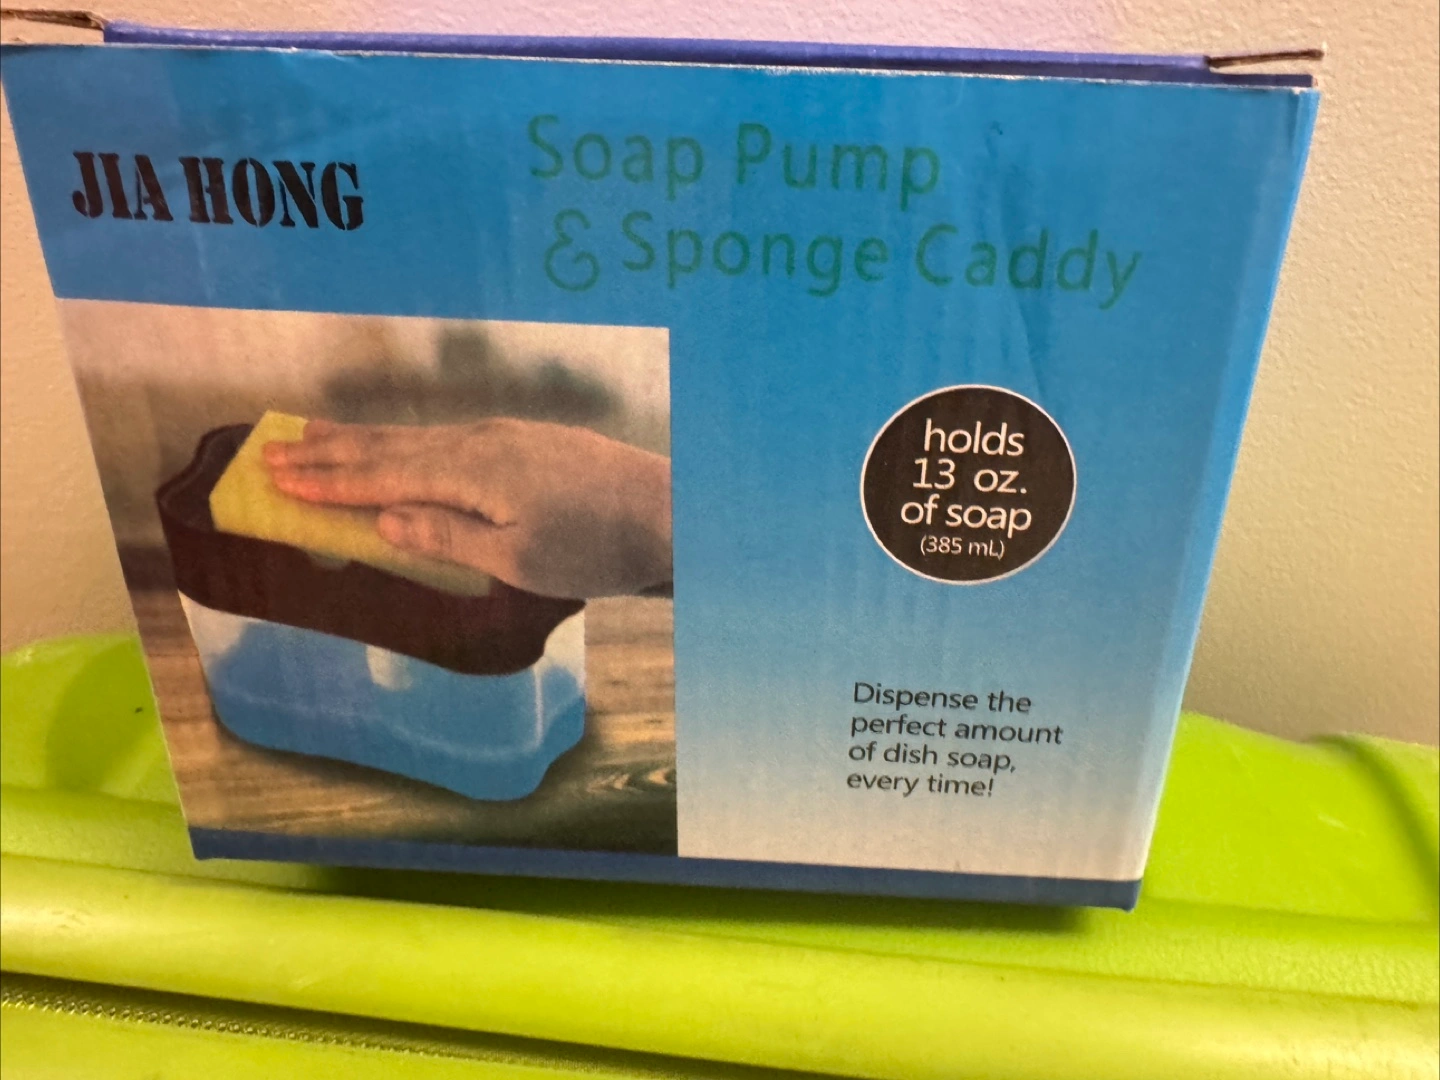 JIA HONG
Soap Pump
& Sponge Caddy
holds
13 oz.
of soap
(385 mL)
Dispense the
perfect amount
of dish soap,
every time!